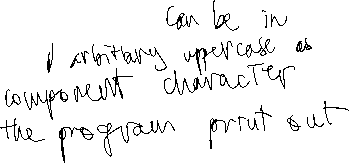 can be in
arbitrary uppercase as
component character
the program print out